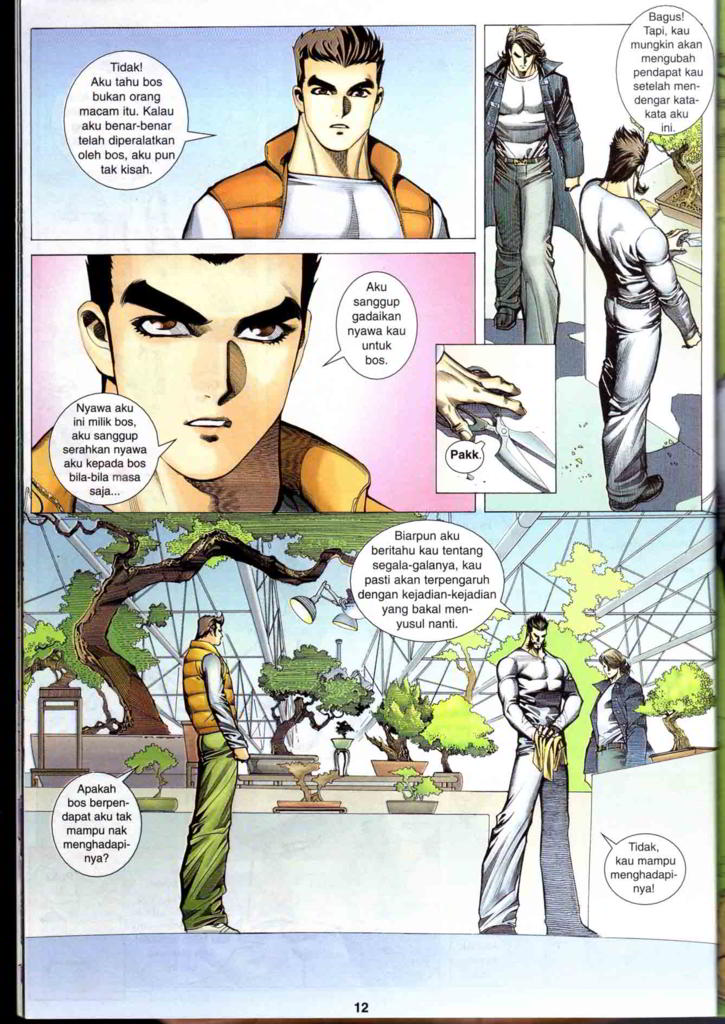 Tidak!
Aku tahu bos
bukan orang
macam itu. Kalau
aku benar-benar
telah diperalatkan
oleh bos, aku pun
tak kisah.
Bagus!
Tapi, kau
mungkin akan
mengubah
pendapat kau
setelah men-
dengar kata-
kata aku
ini.
Aku
sanggup
gadaikan
nyawa kau
untuk
bos.
Nyawa aku
ini milik bos,
aku sanggup
serahkan nyawa
aku kepada bos
bila-bila masa
saja...
Pakk.
Biarpun aku
beritahu kau tentang
segala-galanya, kau
pasti akan terpengaruh
dengan kejadian-kejadian
yang bakal men-
yusul nanti.
Apakah
bos berpen-
dapat aku tak
mampu nak
menghadapi-
nya?
Tidak,
kau mampu
menghadapi-
nya!
12